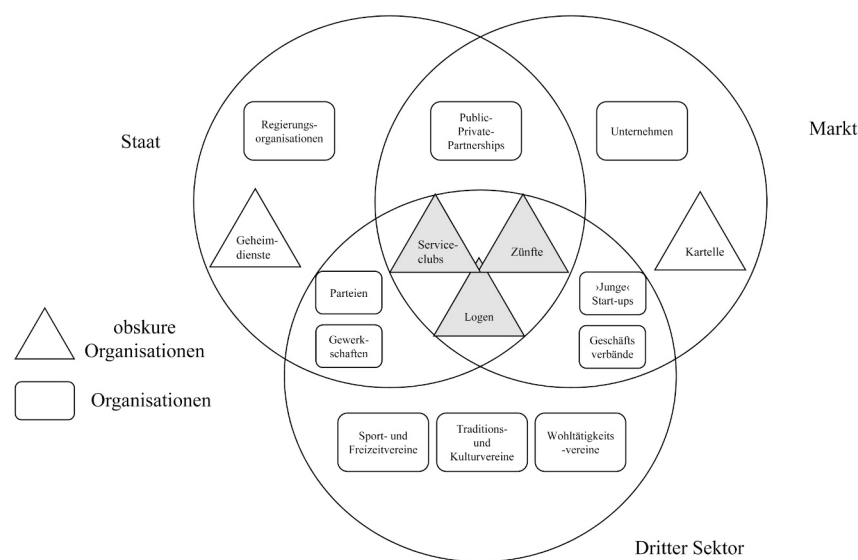 Staat
Markt
Regierungs-
organisationen
Public-
Private-
Partnerships
Unternehmen
Geheim-
dienste
Service-
clubs
Zünfte
Kartelle
Parteien
›Junge‹
Start-ups
Logen
Gewerk-
schaften
Geschäfts
verbände
obskure
Organisationen
Organisationen
Sport- und
Freizeitvereine
Traditions-
und
Kulturvereine
Wohltätigkeits
-vereine
Dritter Sektor